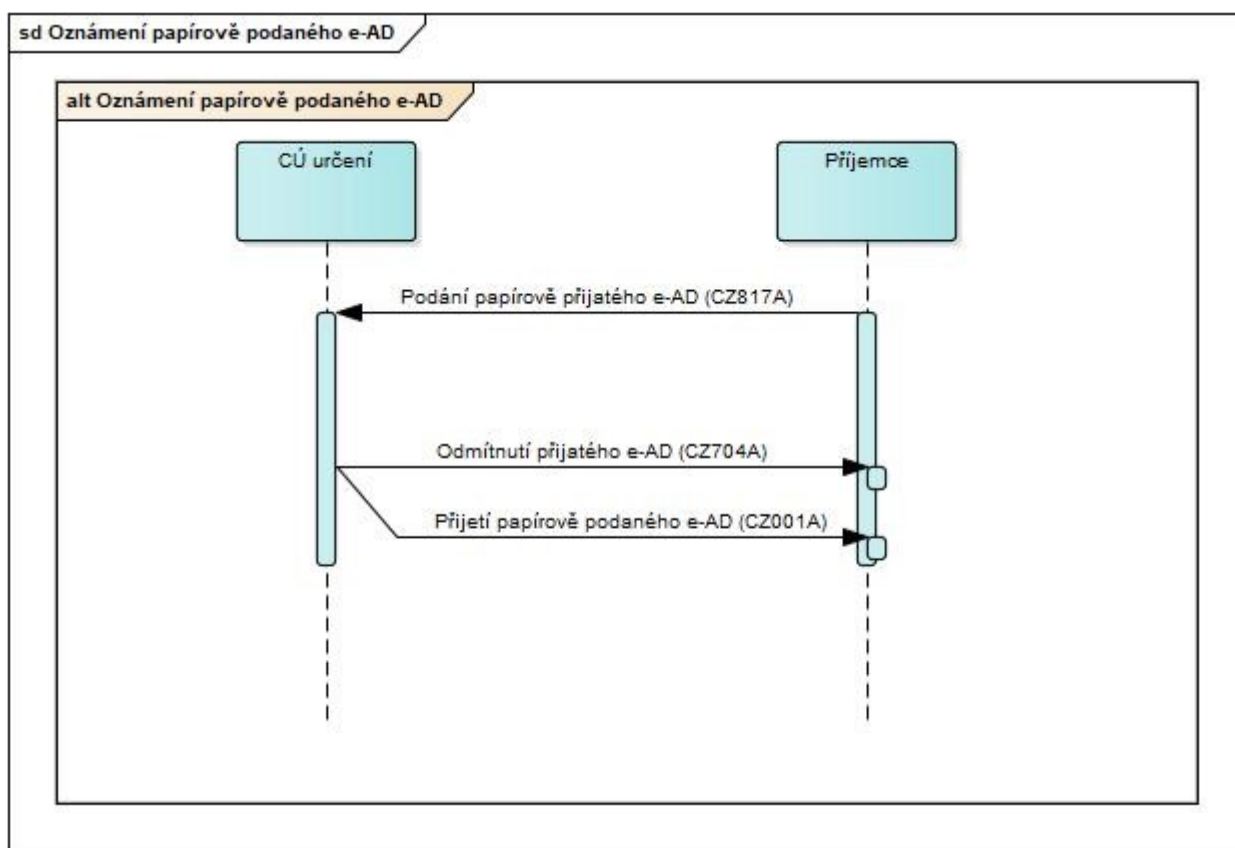 sd Oznámení papírově podaného e-AD
alt Oznámení papírově podaného e-AD
CÚ určení
Příjemce
Podání papírově přijatého e-AD (CZ817A)
Odmítnutí přijatého e-AD (CZ704A)
Přijetí papírově podaného e-AD (CZ001A)